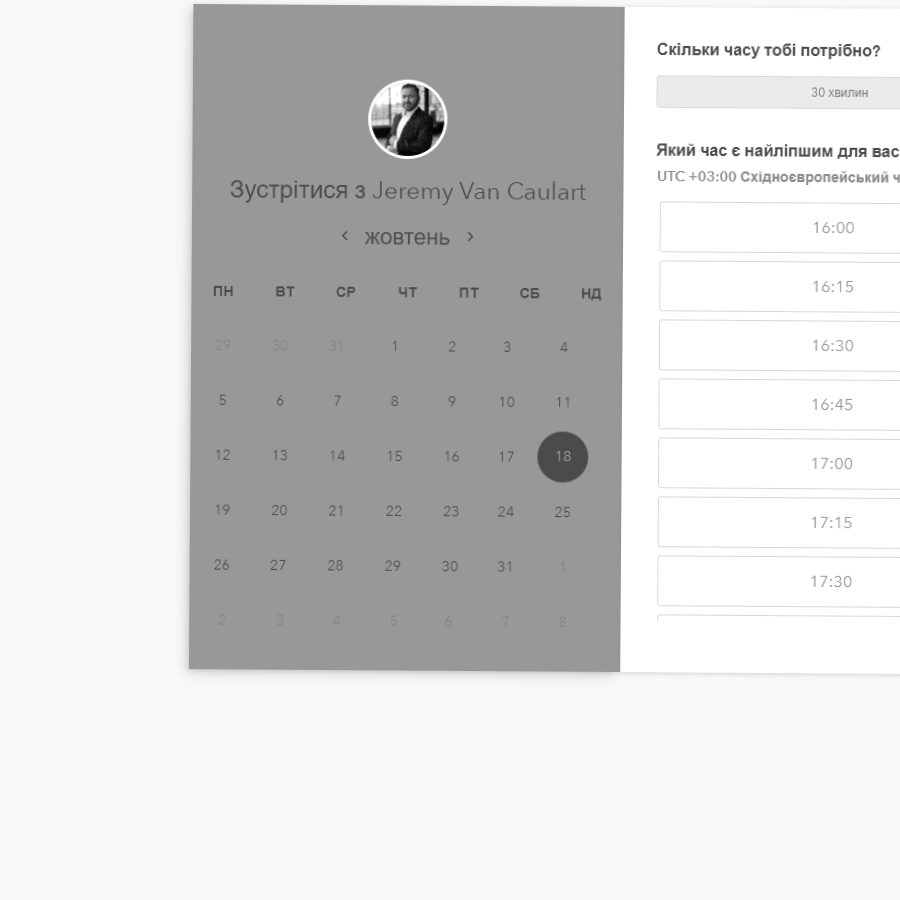 Зустрітися з Jeremy Van Caulart
жовтень
ПН ВТ СР ЧТ ПТ СБ НД
29 30 31 1 2 3 4
5 6 7 8 9 10 11
12 13 14 15 16 17 18
19 20 21 22 23 24 25
26 27 28 29 30 31 1
2 3 4 5 6 7 8
Скільки часу тобі потрібно?
30 хвилин
Який час є найліпшим для вас
UTC +03:00 Східноєвропейський ч
16:00
16:15
16:30
16:45
17:00
17:15
17:30